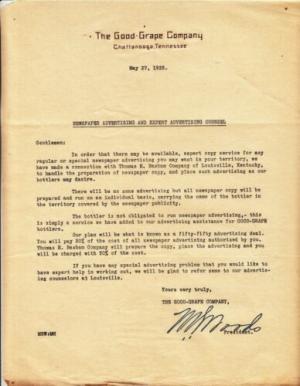 The Good-Grape Company
Chattanooga, Tennessee
May 27, 1925.
NEWSPAPER ADVERTISING AND EXPERT ADVERTISING COUNSEL
Gentlemen:
In order that there may be available, expert copy service for any
regular or special newspaper advertising you may want in your territory, we
have made a connection with Thomas E. Basham Company of Louisville, Kentucky,
to handle the preparation of newspaper copy, and place such advertising as our
bottlers may desire.
There will be no zone advertising but all newspaper copy will be
prepared and run on an individual basis, carrying the name of the bottler in
the territory covered by the newspaper publicity.
The bottler is not obligated to use newspaper advertising,- this
is simply a service we have added to our advertising assistance for GOOD-GRAPE
bottlers.
Our plan will be what is known as a fifty-fifty advertising deal.
You will pay 50% of the cost of all newspaper advertising authorized by you.
Thomas E. Basham Company will prepare the copy, place the advertising and you
will be charged with 50% of the cost.
If you have any special advertising problem that you would like to
have expert help in working out, we will be glad to refer same to our advertis-
ing counselors at Louisville.
Yours very truly,
THE GOOD-GRAPE COMPANY,
President.